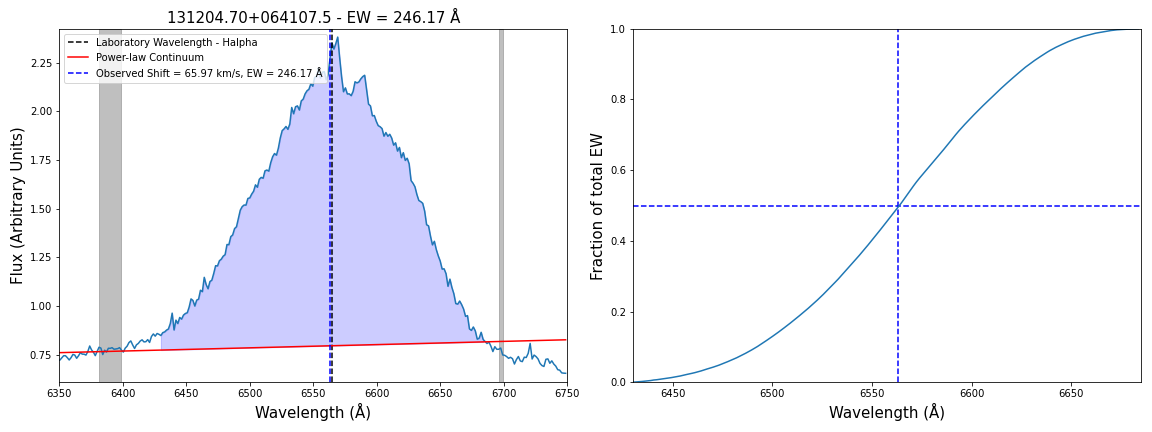 131204.70+064107.5 - EW = 246.17 Å
Laboratory Wavelength - Halpha
Power-law Continuum
Observed Shift = 65.97 km/s, EW = 246.17 Å
Flux (Arbitrary Units)
2.25
2.00
1.75
1.50
1.25
1.00
0.75
6350 6400 6450 6500 6550 6600 6650 6700 6750
Wavelength (Å)
Fraction of total EW
1.0
0.8
0.6
0.4
0.2
0.0
6450 6500 6550 6600 6650
Wavelength (Å)